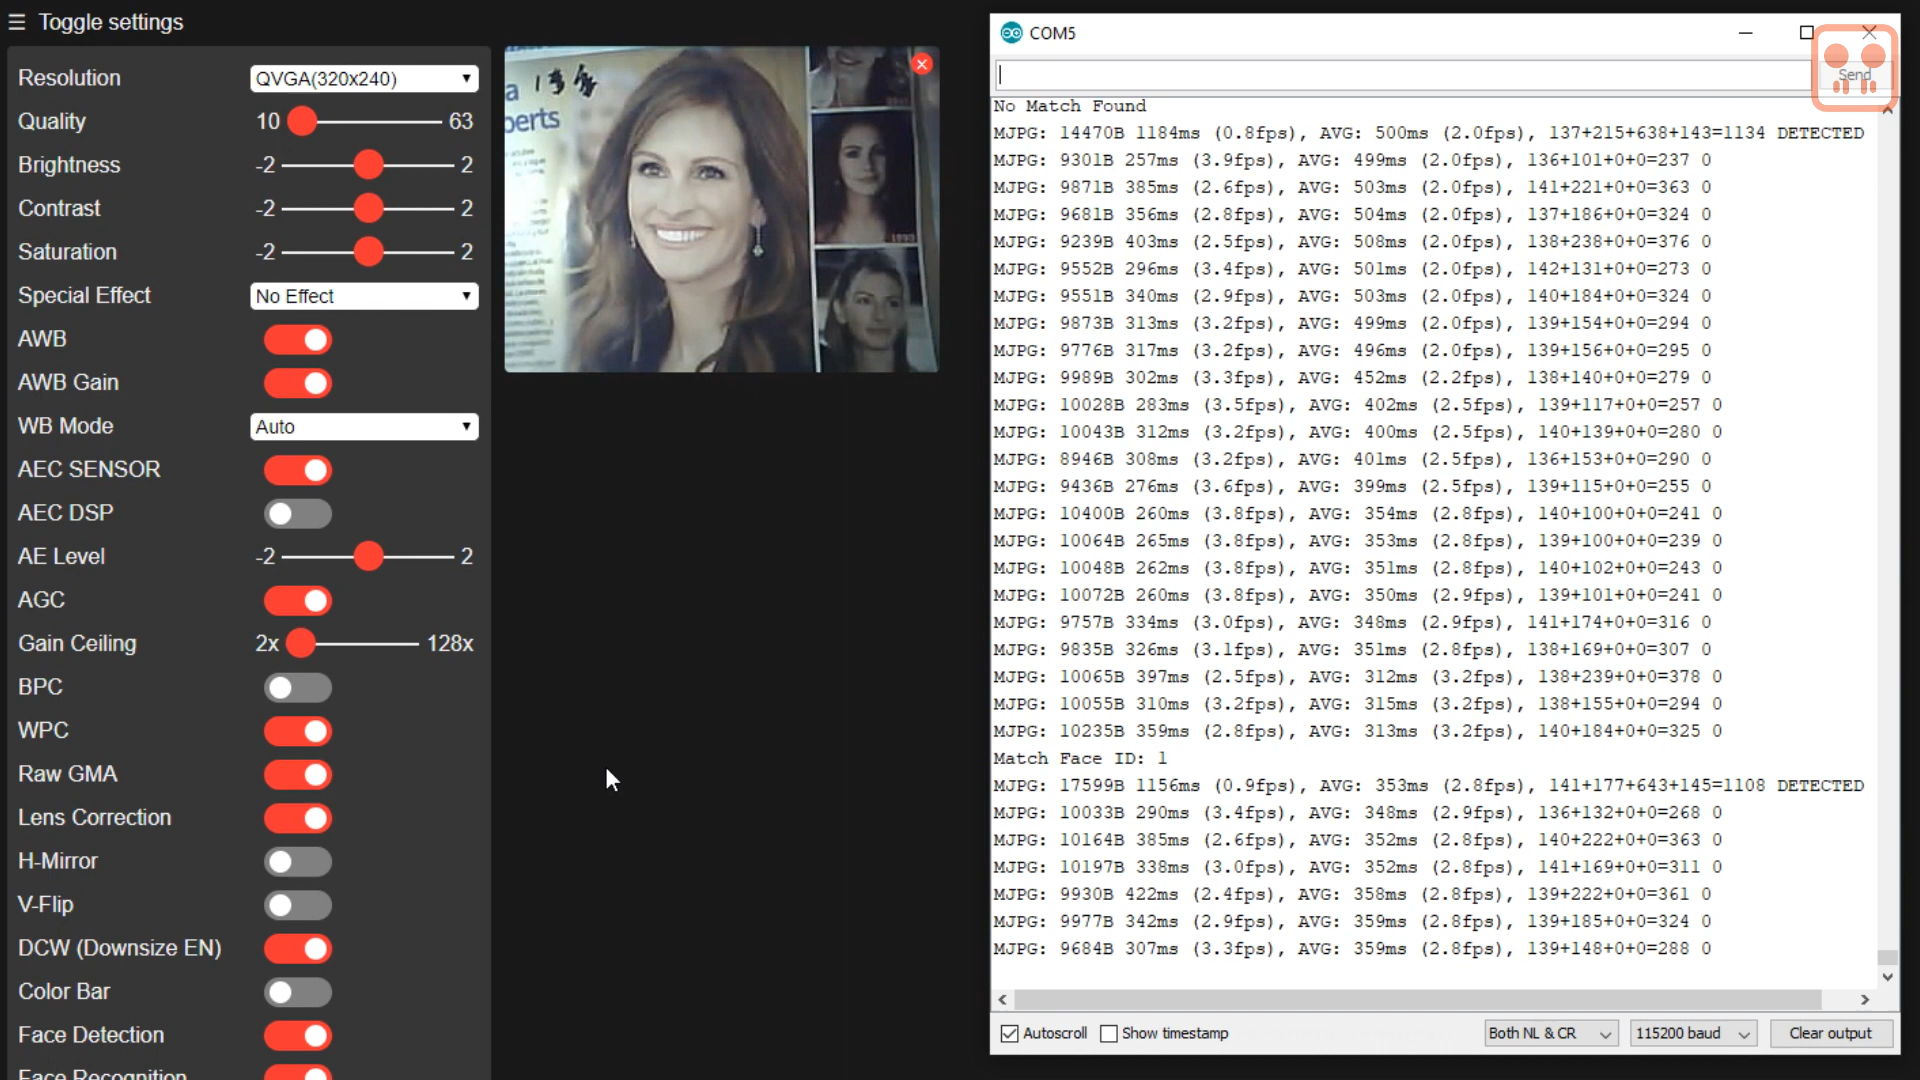 ☰ Toggle settings
Resolution QVGA(320x240)
Quality 10 63
Brightness -2 2
Contrast -2 2
Saturation -2 2
Special Effect No Effect
AWB
AWB Gain
WB Mode Auto
AEC SENSOR
AEC DSP
AE Level -2 2
AGC
Gain Ceiling 2x 128x
BPC
WPC
Raw GMA
Lens Correction
H-Mirror
V-Flip
DCW (Downsize EN)
Color Bar
Face Detection
Face Recognition
a
berts
COM5
Send
No Match Found
MJPG: 14470B 1184ms (0.8fps), AVG: 500ms (2.0fps), 137+215+638+143=1134 DETECTED
MJPG: 9301B 257ms (3.9fps), AVG: 499ms (2.0fps), 136+101+0+0=237 0
MJPG: 9871B 385ms (2.6fps), AVG: 503ms (2.0fps), 141+221+0+0=363 0
MJPG: 9681B 356ms (2.8fps), AVG: 504ms (2.0fps), 137+186+0+0=324 0
MJPG: 9239B 403ms (2.5fps), AVG: 508ms (2.0fps), 138+238+0+0=376 0
MJPG: 9552B 296ms (3.4fps), AVG: 501ms (2.0fps), 142+131+0+0=273 0
MJPG: 9551B 340ms (2.9fps), AVG: 503ms (2.0fps), 140+184+0+0=324 0
MJPG: 9873B 313ms (3.2fps), AVG: 499ms (2.0fps), 139+154+0+0=294 0
MJPG: 9776B 317ms (3.2fps), AVG: 496ms (2.0fps), 139+156+0+0=295 0
MJPG: 9989B 302ms (3.3fps), AVG: 452ms (2.2fps), 138+140+0+0=279 0
MJPG: 10028B 283ms (3.5fps), AVG: 402ms (2.5fps), 139+117+0+0=257 0
MJPG: 10043B 312ms (3.2fps), AVG: 400ms (2.5fps), 140+139+0+0=280 0
MJPG: 8946B 308ms (3.2fps), AVG: 401ms (2.5fps), 136+153+0+0=290 0
MJPG: 9436B 276ms (3.6fps), AVG: 399ms (2.5fps), 139+115+0+0=255 0
MJPG: 10400B 260ms (3.8fps), AVG: 354ms (2.8fps), 140+100+0+0=241 0
MJPG: 10064B 265ms (3.8fps), AVG: 353ms (2.8fps), 139+100+0+0=239 0
MJPG: 10048B 262ms (3.8fps), AVG: 351ms (2.8fps), 140+102+0+0=243 0
MJPG: 10072B 260ms (3.8fps), AVG: 350ms (2.9fps), 139+101+0+0=241 0
MJPG: 9757B 334ms (3.0fps), AVG: 348ms (2.9fps), 141+174+0+0=316 0
MJPG: 9835B 326ms (3.1fps), AVG: 351ms (2.8fps), 138+169+0+0=307 0
MJPG: 10065B 397ms (2.5fps), AVG: 312ms (3.2fps), 138+239+0+0=378 0
MJPG: 10055B 310ms (3.2fps), AVG: 315ms (3.2fps), 138+155+0+0=294 0
MJPG: 10235B 359ms (2.8fps), AVG: 313ms (3.2fps), 140+184+0+0=325 0
Match Face ID: 1
MJPG: 17599B 1156ms (0.9fps), AVG: 353ms (2.8fps), 141+177+643+145=1108 DETECTED
MJPG: 10033B 290ms (3.4fps), AVG: 348ms (2.9fps), 136+132+0+0=268 0
MJPG: 10164B 385ms (2.6fps), AVG: 352ms (2.8fps), 140+222+0+0=363 0
MJPG: 10197B 338ms (3.0fps), AVG: 352ms (2.8fps), 141+169+0+0=311 0
MJPG: 9930B 422ms (2.4fps), AVG: 358ms (2.8fps), 139+222+0+0=361 0
MJPG: 9977B 342ms (2.9fps), AVG: 359ms (2.8fps), 139+185+0+0=324 0
MJPG: 9684B 307ms (3.3fps), AVG: 359ms (2.8fps), 139+148+0+0=288 0
Autoscroll Show timestamp Both NL & CR 115200 baud Clear output